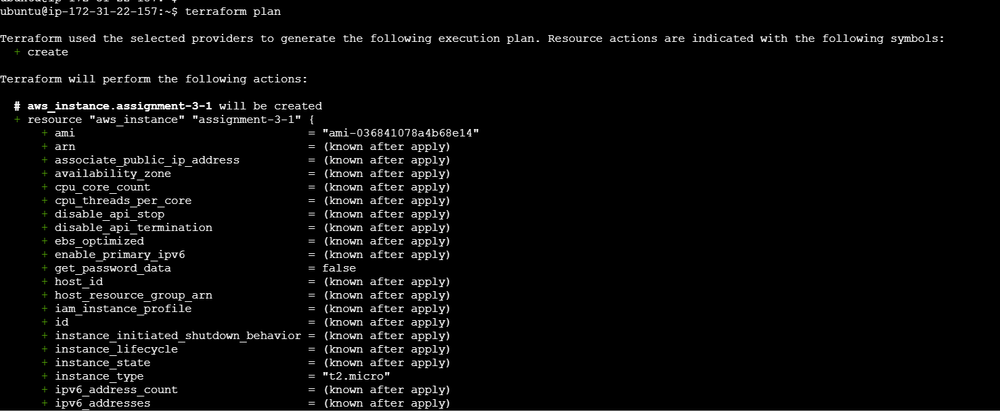 ubuntu@ip-172-31-22-157:~$ terraform plan
Terraform used the selected providers to generate the following execution plan. Resource actions are indicated with the following symbols:
  + create
Terraform will perform the following actions:
  # aws_instance.assignment-3-1 will be created
  + resource "aws_instance" "assignment-3-1" {
      + ami                                  = "ami-036841078a4b68e14"
      + arn                                  = (known after apply)
      + associate_public_ip_address          = (known after apply)
      + availability_zone                    = (known after apply)
      + cpu_core_count                       = (known after apply)
      + cpu_threads_per_core                 = (known after apply)
      + disable_api_stop                     = (known after apply)
      + disable_api_termination              = (known after apply)
      + ebs_optimized                        = (known after apply)
      + enable_primary_ipv6                  = (known after apply)
      + get_password_data                    = false
      + host_id                              = (known after apply)
      + host_resource_group_arn              = (known after apply)
      + iam_instance_profile                 = (known after apply)
      + id                                   = (known after apply)
      + instance_initiated_shutdown_behavior = (known after apply)
      + instance_lifecycle                   = (known after apply)
      + instance_state                       = (known after apply)
      + instance_type                        = "t2.micro"
      + ipv6_address_count                   = (known after apply)
      + ipv6_addresses                       = (known after apply)